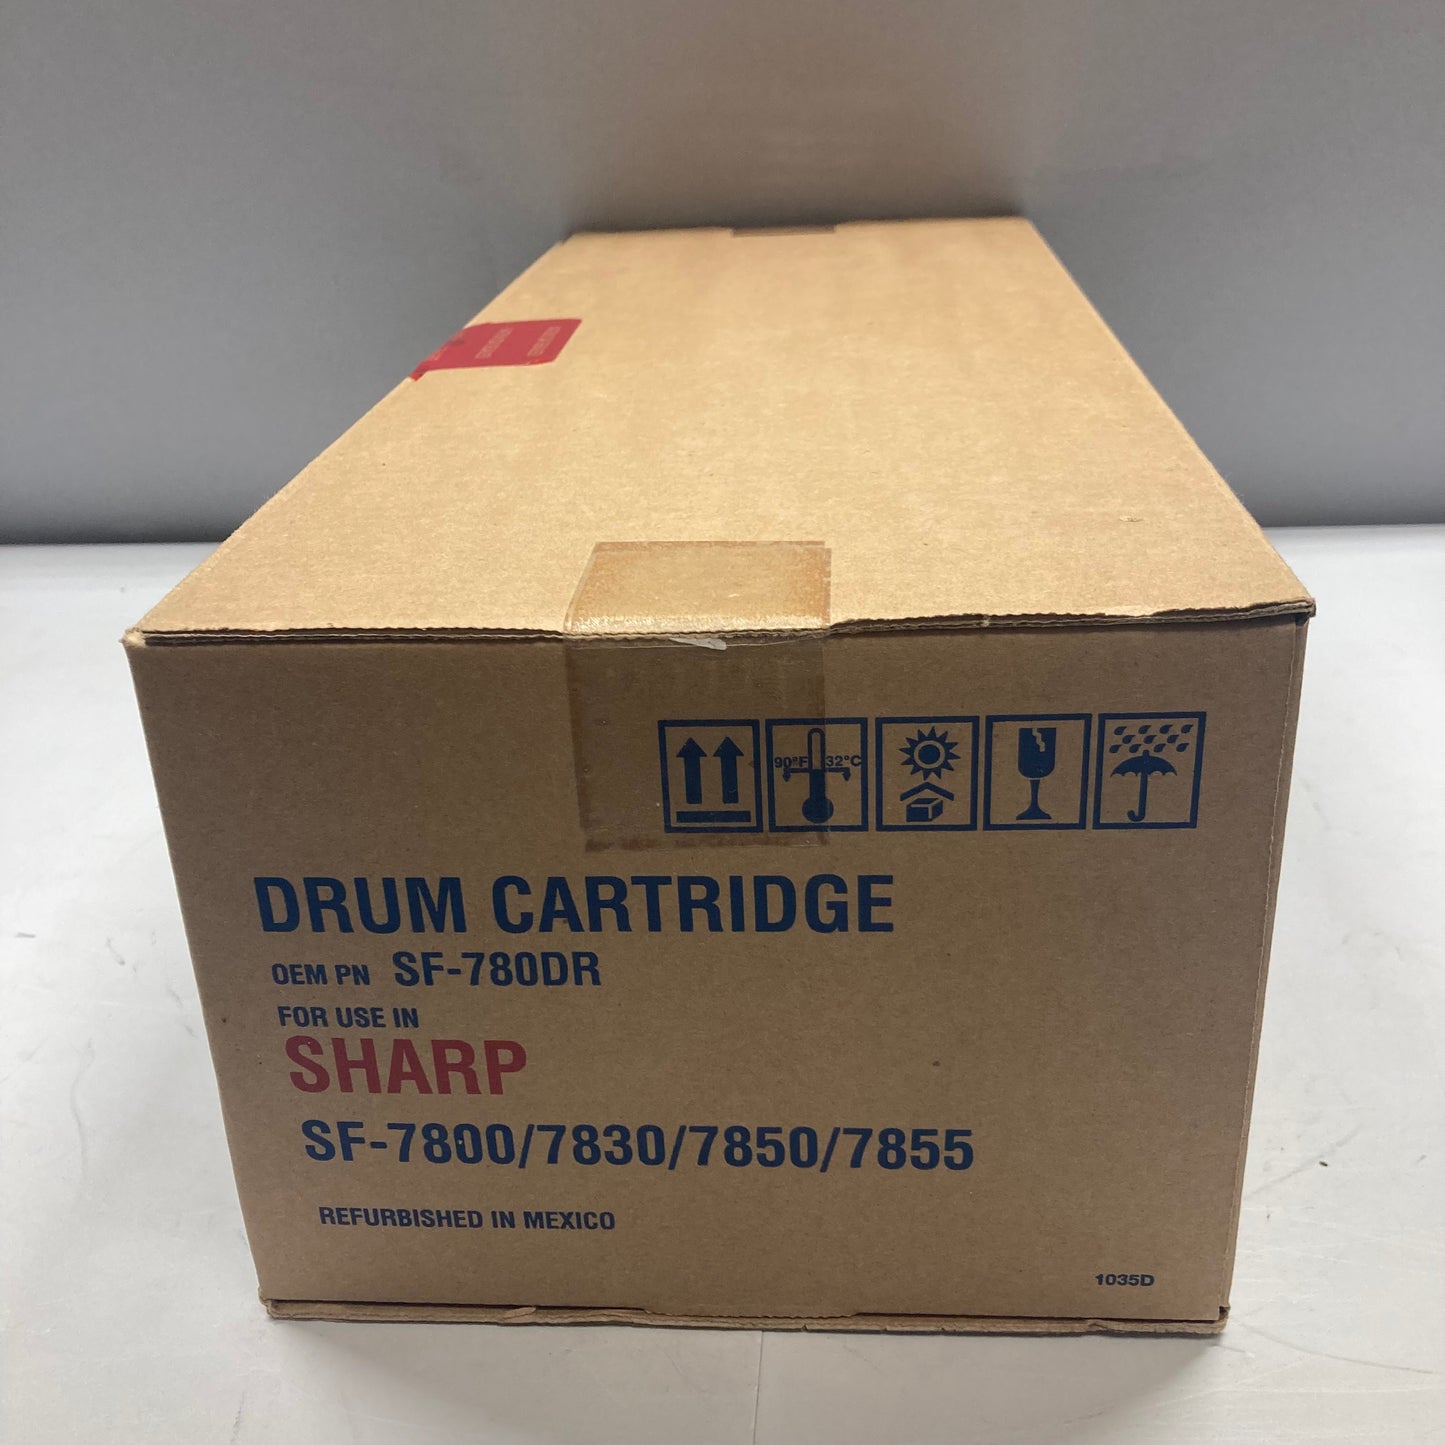 90°F 32°C
DRUM CARTRIDGE
OEM PN SF-780DR
FOR USE IN
SHARP
SF-7800/7830/7850/7855
REFURBISHED IN MEXICO
1035D